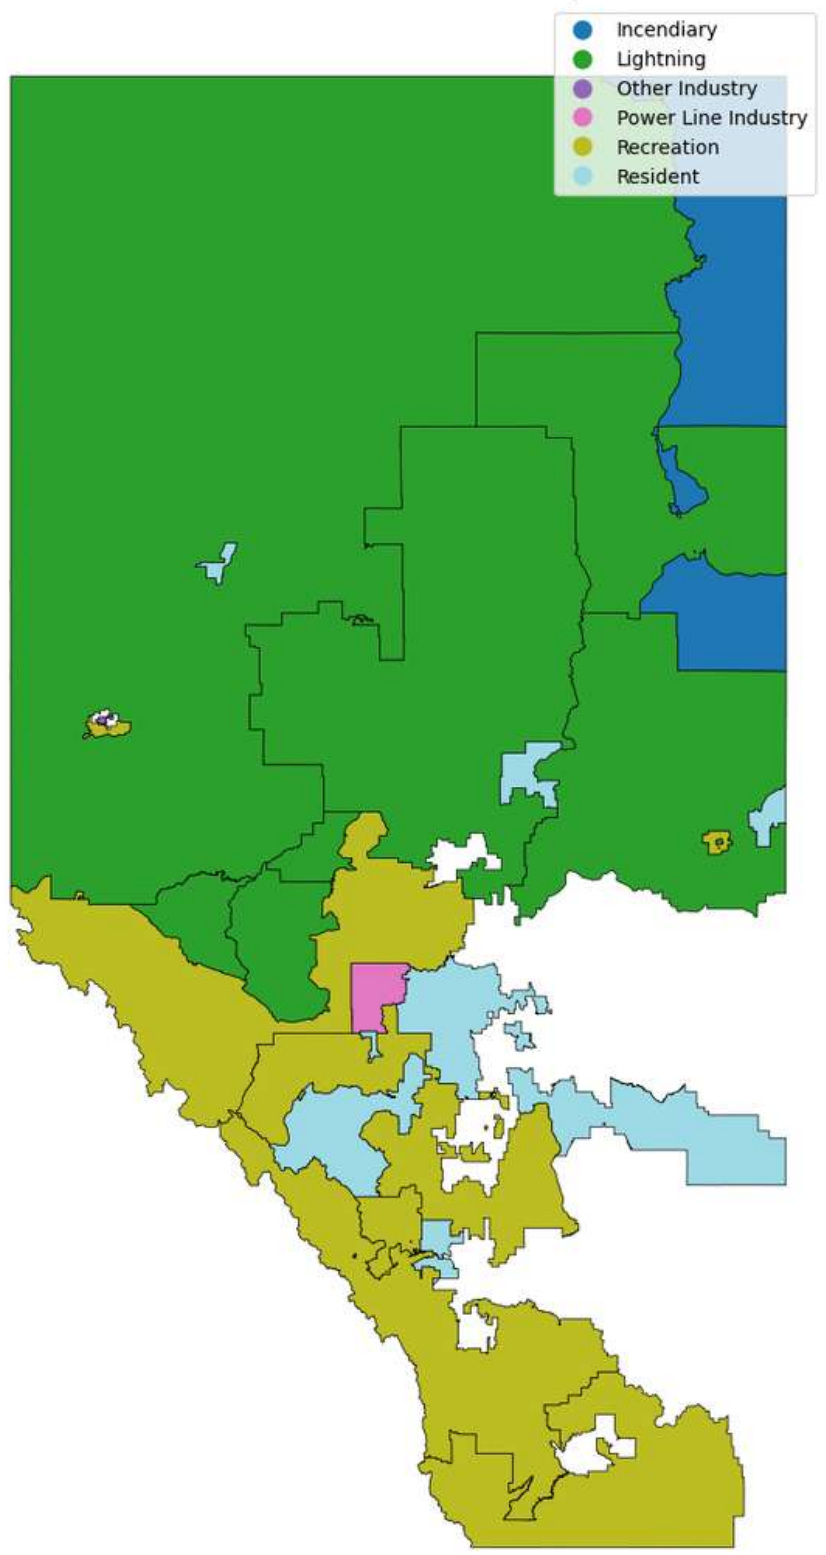 Incendiary
Lightning
Other Industry
Power Line Industry
Recreation
Resident